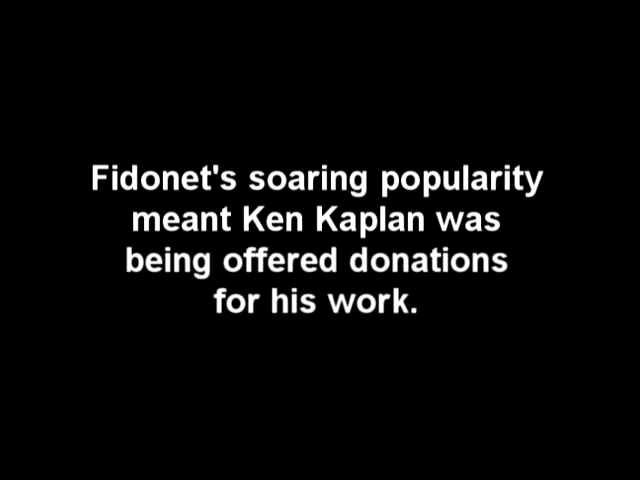 Fidonet's soaring popularity
meant Ken Kaplan was
being offered donations
for his work.